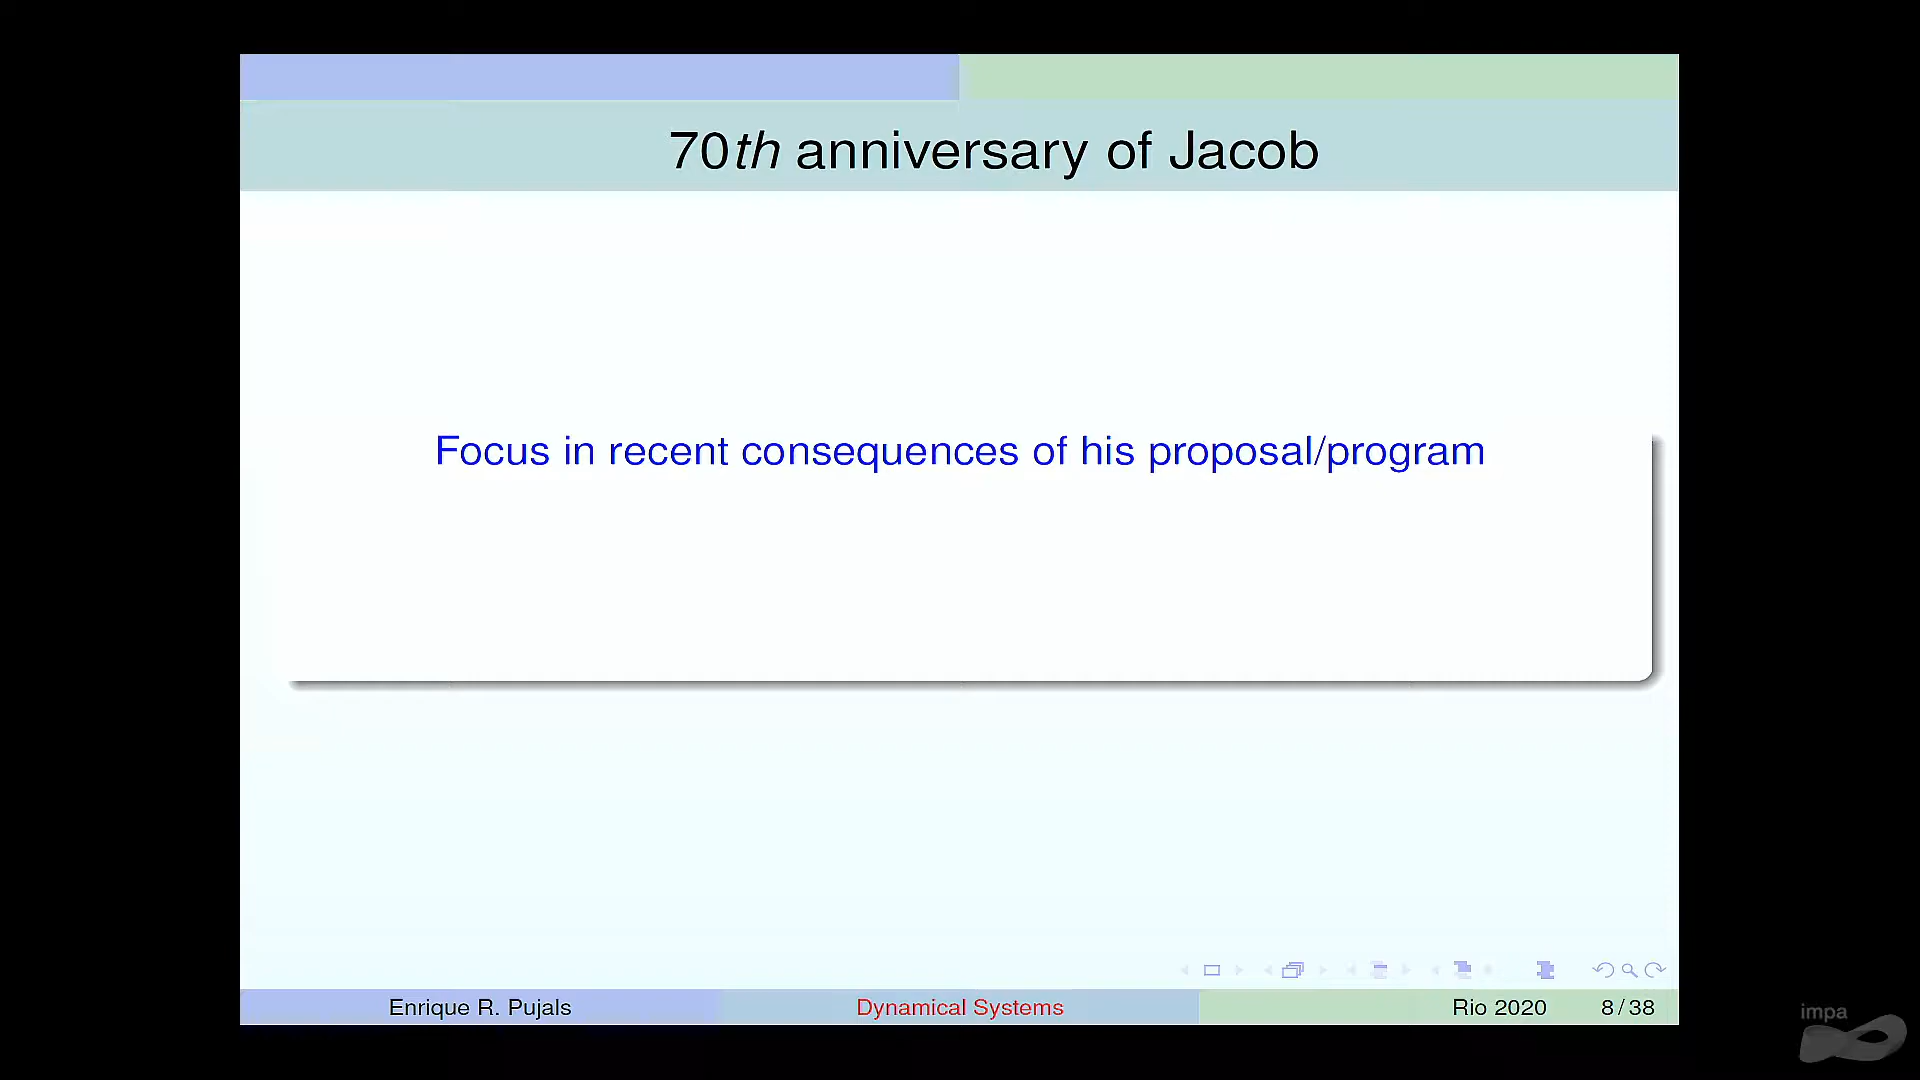 70th anniversary of Jacob
Focus in recent consequences of his proposal/program
Enrique R. Pujals
Dynamical Systems
Rio 2020
8 / 38
impa